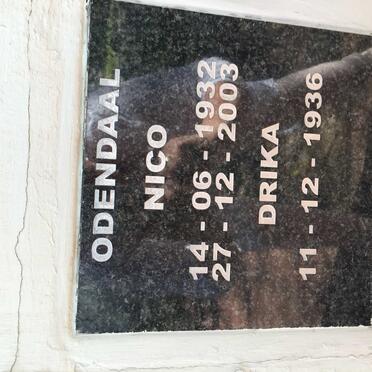 ODENDAAL
NICO
14 - 06 - 1932
27 - 12 - 2003
DRIKA
11 - 12 - 1936